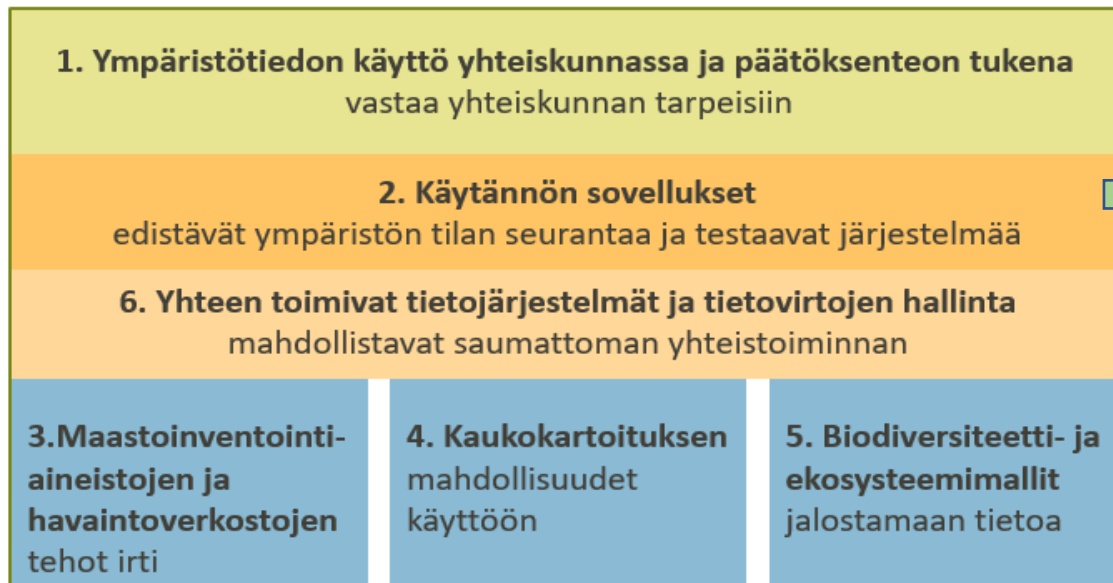 1. Ympäristötiedon käyttö yhteiskunnassa ja päätöksenteon tukena
vastaa yhteiskunnan tarpeisiin
2. Käytännön sovellukset
edistävät ympäristön tilan seurantaa ja testaavat järjestelmää
6. Yhteen toimivat tietojärjestelmät ja tietovirtojen hallinta
mahdollistavat saumattoman yhteistoiminnan
3.Maastoinventointi-
aineistojen ja
havaintoverkostojen
tehot irti
4. Kaukokartoituksen
mahdollisuudet
käyttöön
5. Biodiversiteetti- ja
ekosysteemimallit
jalostamaan tietoa